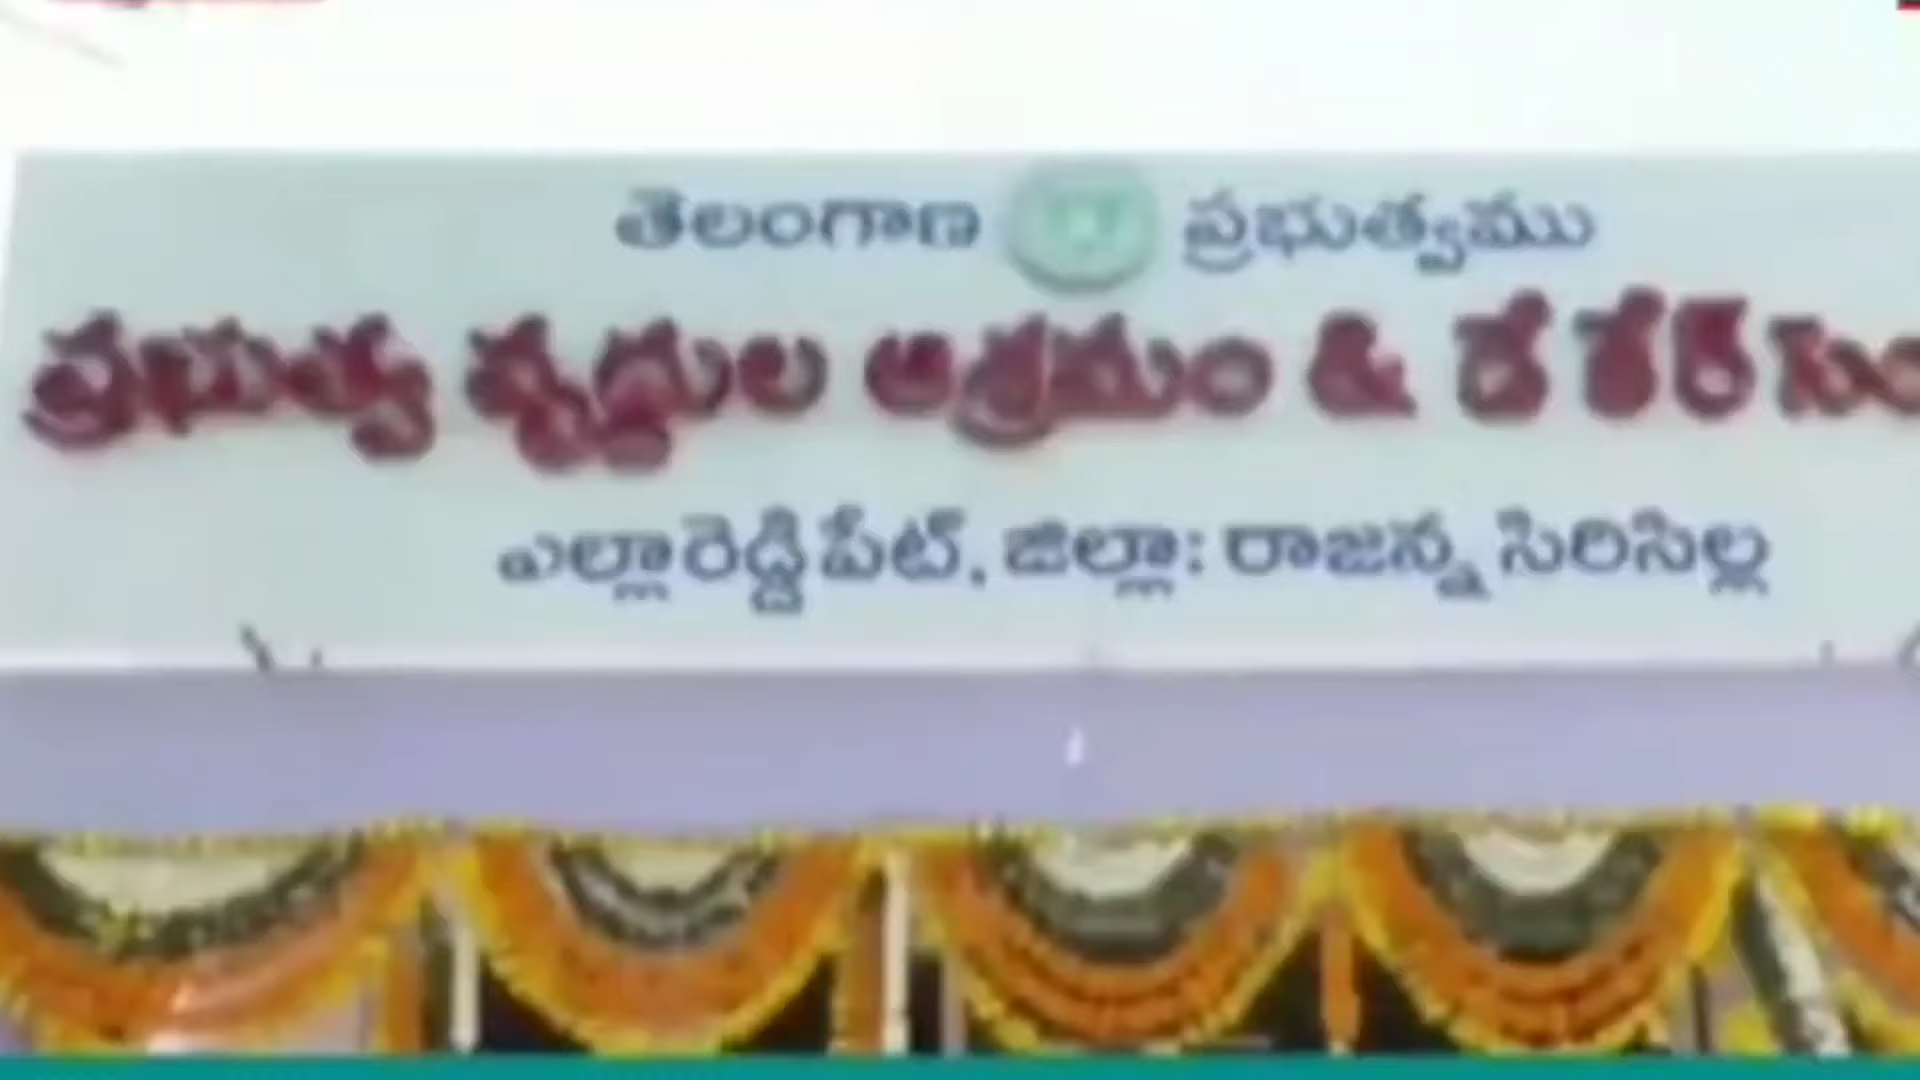 తెలంగాణ ప్రభుత్వము
ప్రభుత్వ వృద్ధుల ఆశ్రమం & డే కేర్
ఎల్లారెడ్డిపేట్, జిల్లా: రాజన్న సిరిసిల్ల